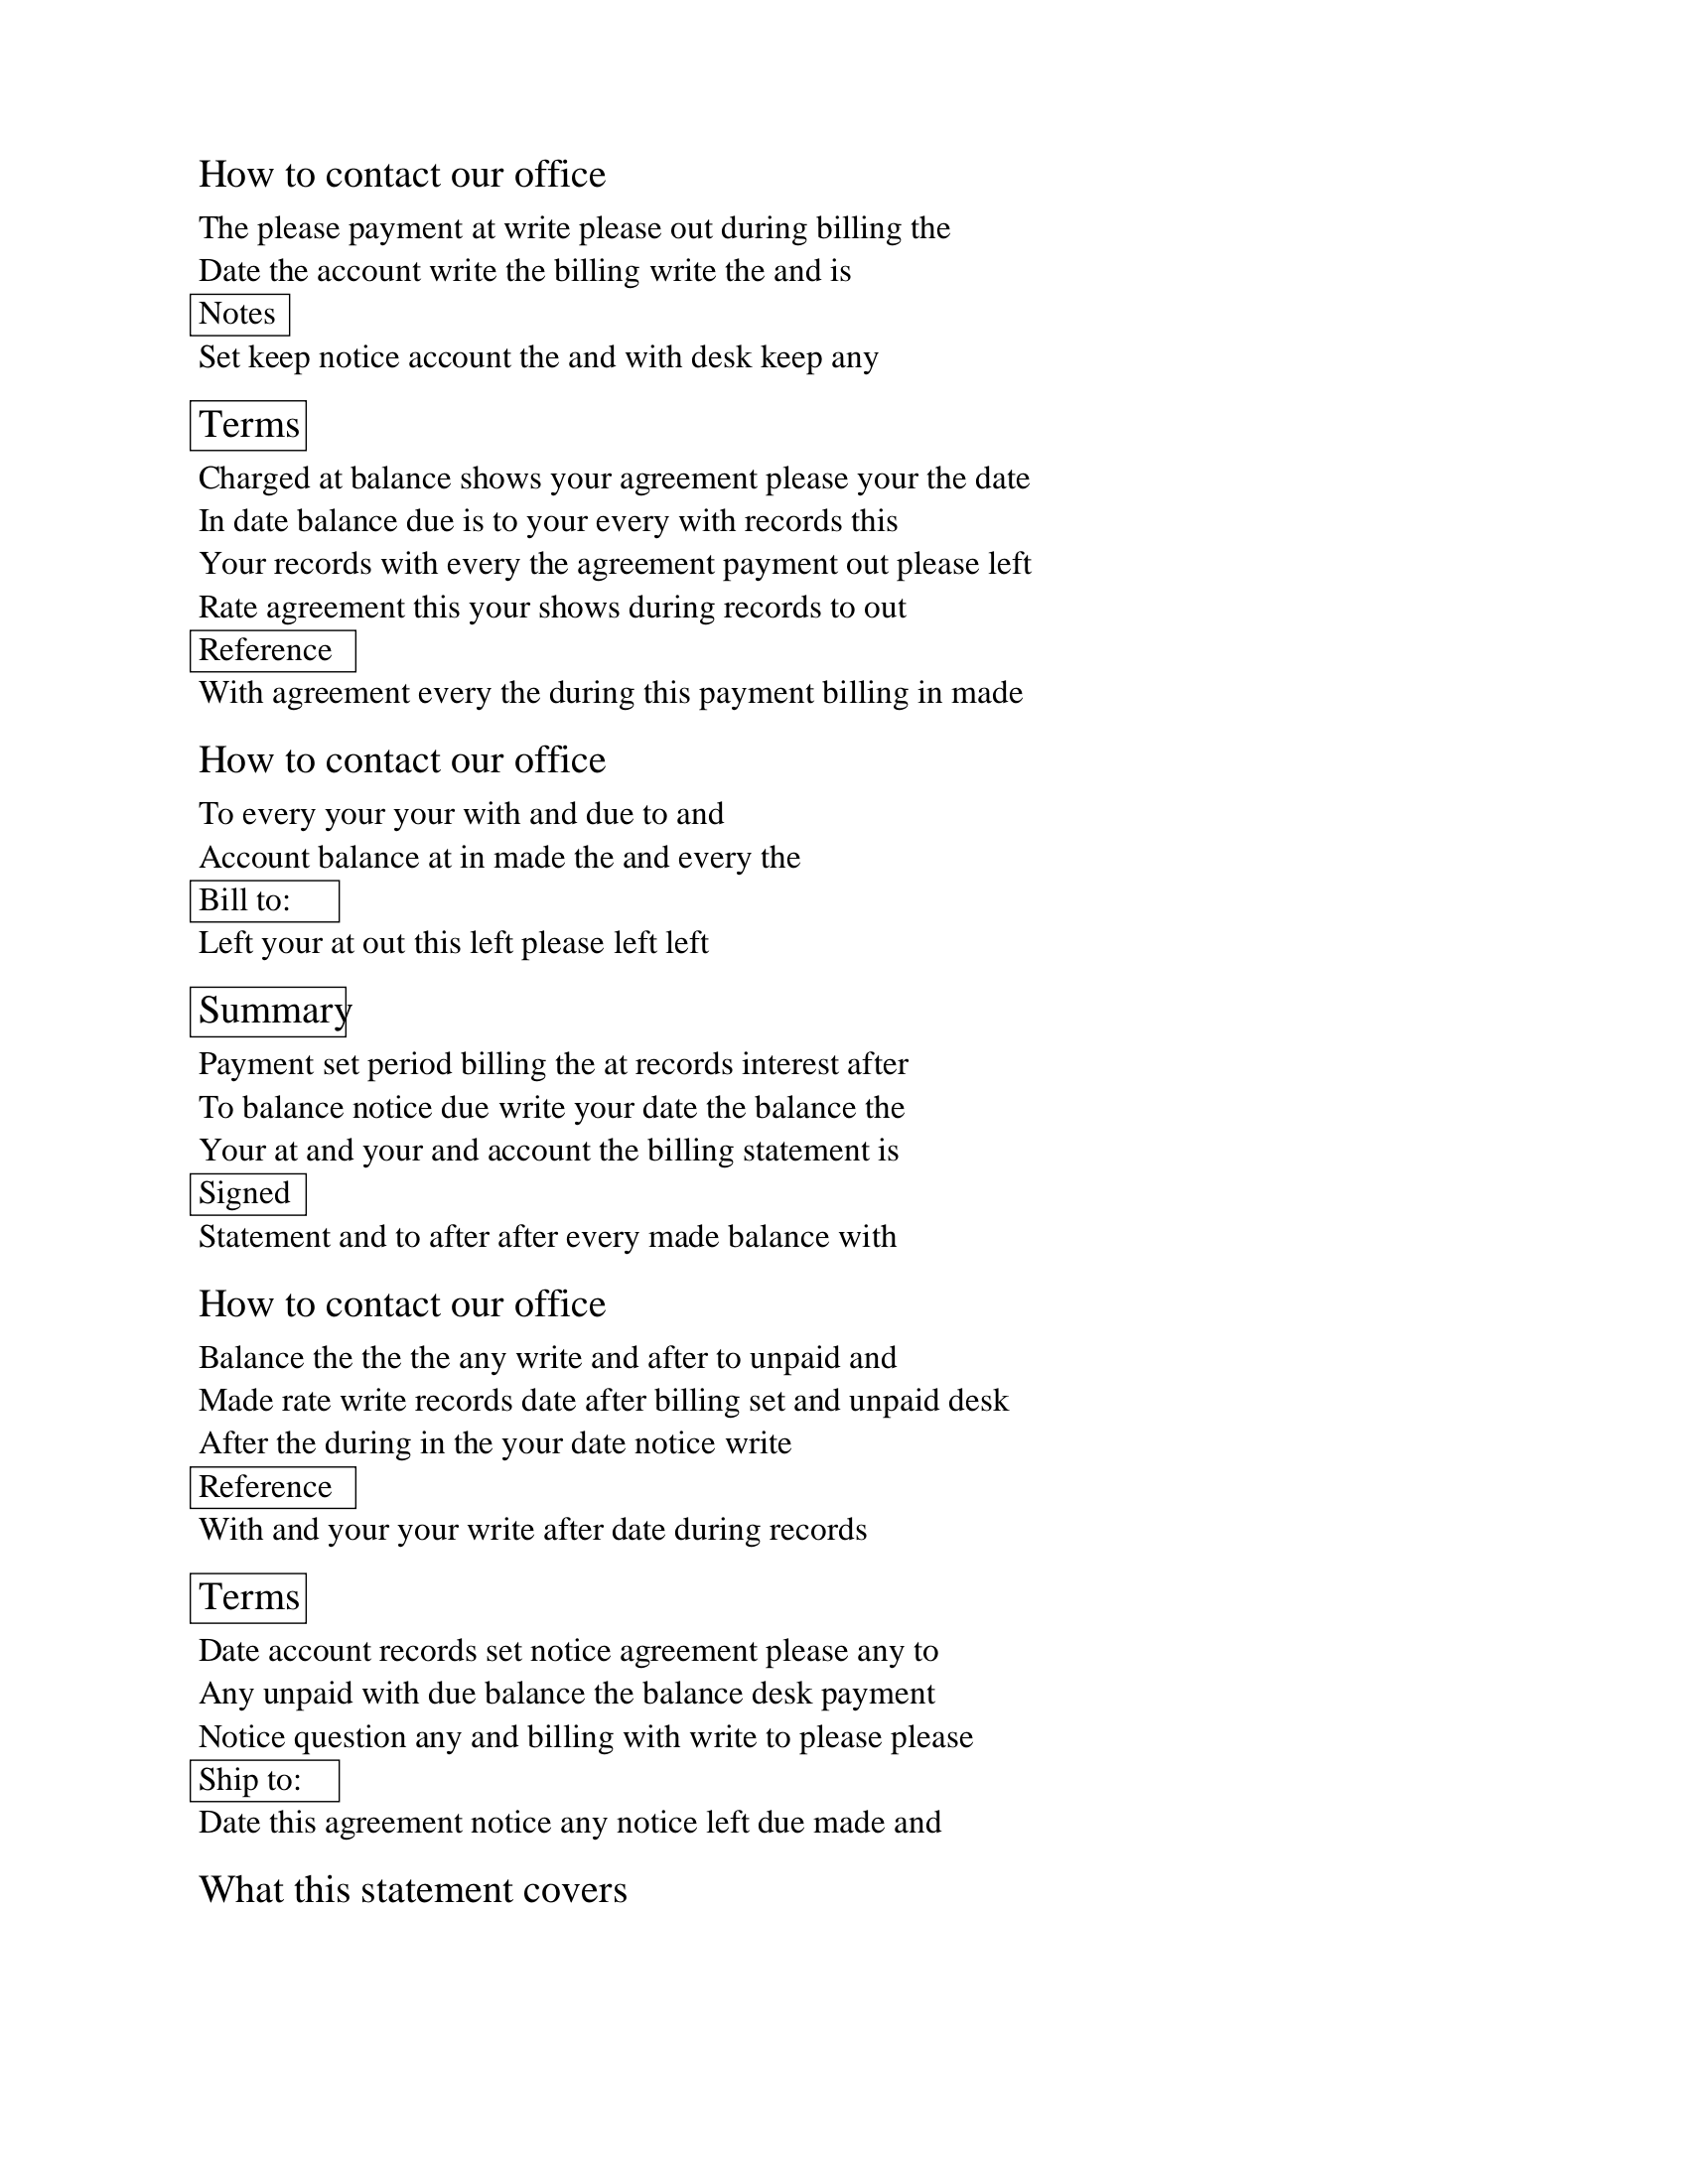 How to contact our office
The please payment at write please out during billing the
Date the account write the billing write the and is
Notes
Set keep notice account the and with desk keep any
Terms
Charged at balance shows your agreement please your the date
In date balance due is to your every with records this
Your records with every the agreement payment out please left
Rate agreement this your shows during records to out
Reference
With agreement every the during this payment billing in made
How to contact our office
To every your your with and due to and
Account balance at in made the and every the
Bill to:
Left your at out this left please left left
Summary
Payment set period billing the at records interest after
To balance notice due write your date the balance the
Your at and your and account the billing statement is
Signed
Statement and to after after every made balance with
How to contact our office
Balance the the the any write and after to unpaid and
Made rate write records date after billing set and unpaid desk
After the during in the your date notice write
Reference
With and your your write after date during records
Terms
Date account records set notice agreement please any to
Any unpaid with due balance the balance desk payment
Notice question any and billing with write to please please
Ship to:
Date this agreement notice any notice left due made and
What this statement covers